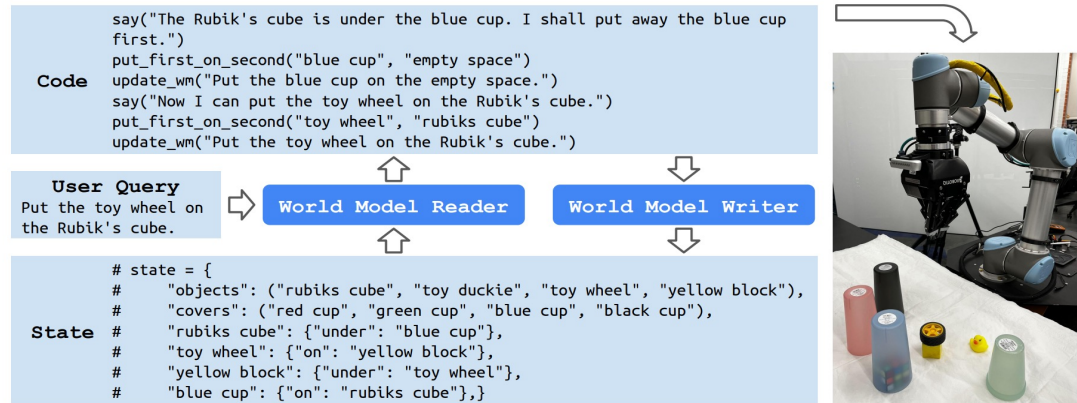 say("The Rubik's cube is under the blue cup. I shall put away the blue cup
first.")
put_first_on_second("blue cup", "empty space")
Code
update_wm("Put the blue cup on the empty space.")
say("Now I can put the toy wheel on the Rubik's cube.")
put_first_on_second("toy wheel", "rubiks cube")
update_wm("Put the toy wheel on the Rubik's cube.")
User Query
Put the toy wheel on
the Rubik's cube.
World Model Reader
World Model Writer
# state = {
#     "objects": ("rubiks cube", "toy duckie", "toy wheel", "yellow block"),
#     "covers": ("red cup", "green cup", "blue cup", "black cup"),
State
#     "rubiks cube": {"under": "blue cup"},
#     "toy wheel": {"on": "yellow block"},
#     "yellow block": {"under": "toy wheel"},
#     "blue cup": {"on": "rubiks cube"},}